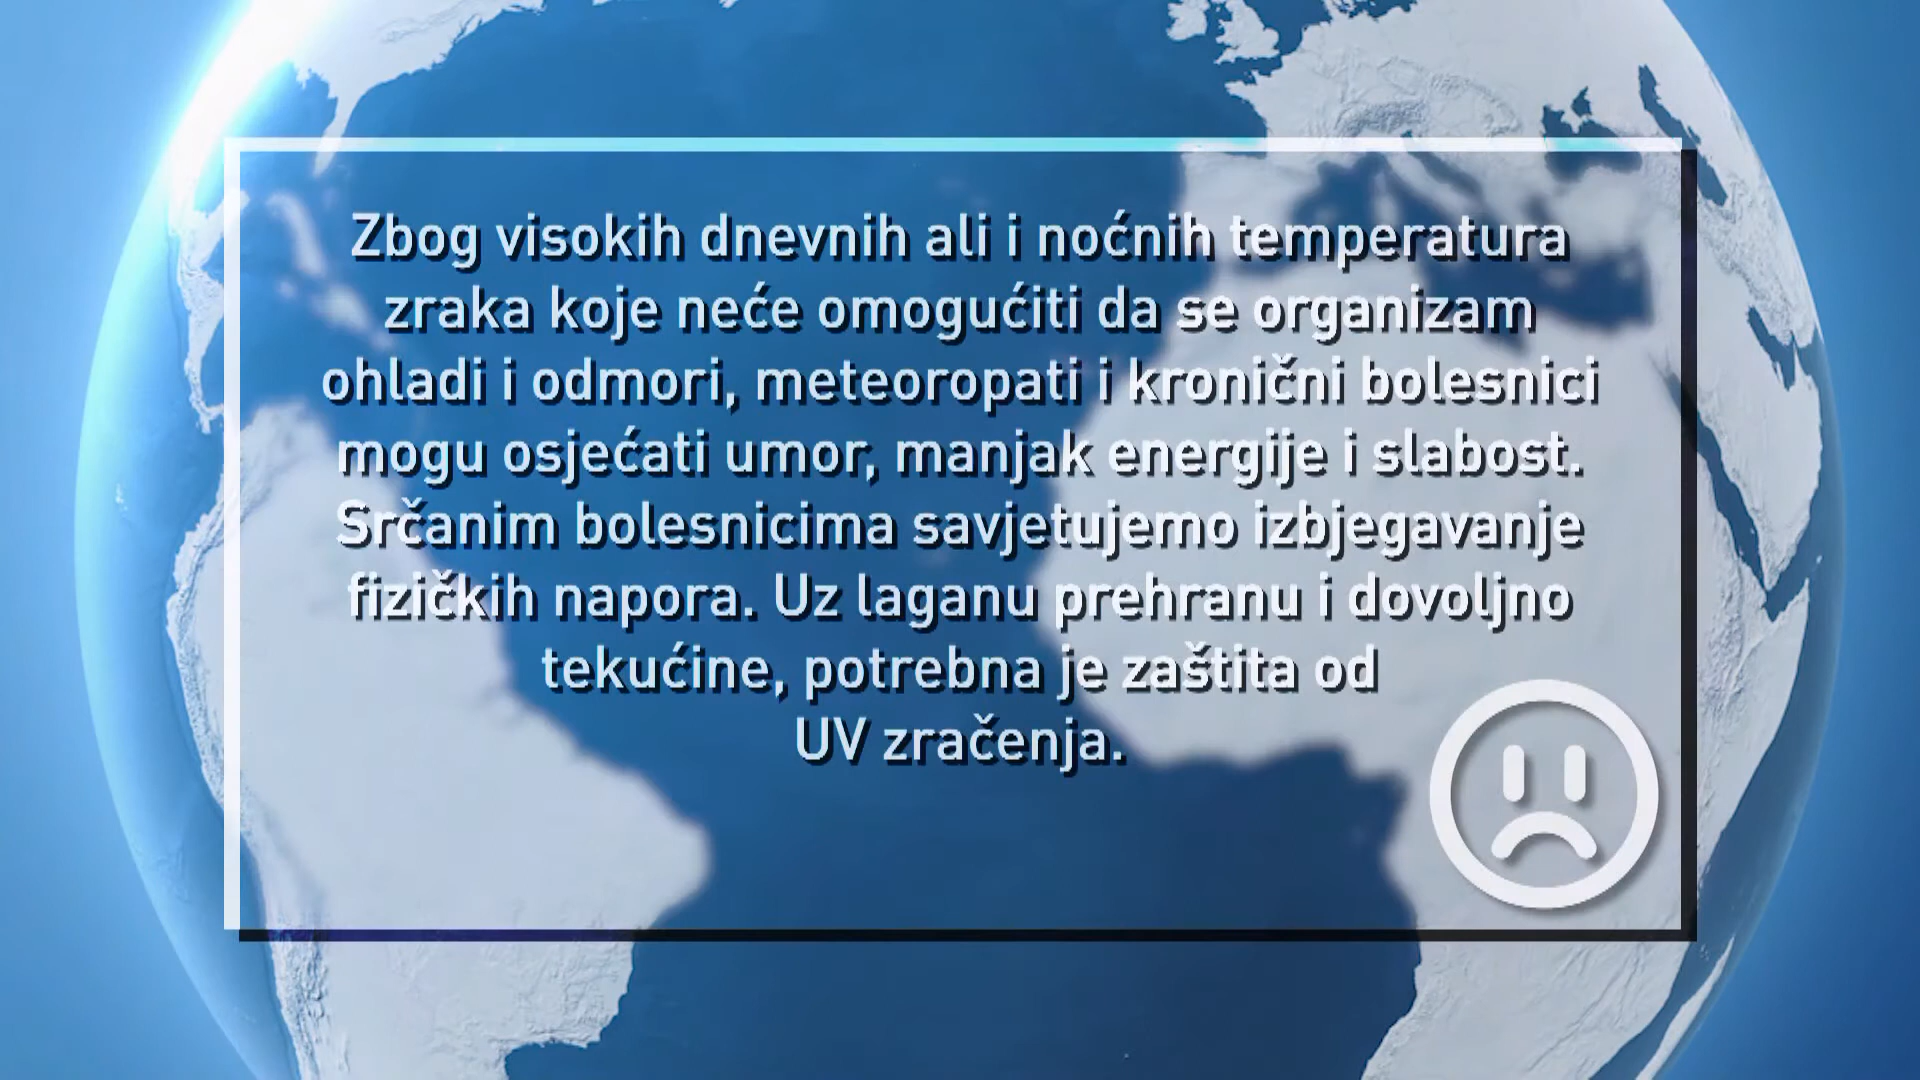 Zbog visokih dnevnih ali i noćnih temperatura
zraka koje neće omogućiti da se organizam
ohladi i odmori, meteoropati i kronični bolesnici
mogu osjećati umor, manjak energije i slabost.
Srčanim bolesnicima savjetujemo izbjegavanje
fizičkih napora. Uz laganu prehranu i dovoljno
tekućine, potrebna je zaštita od
UV zračenja.